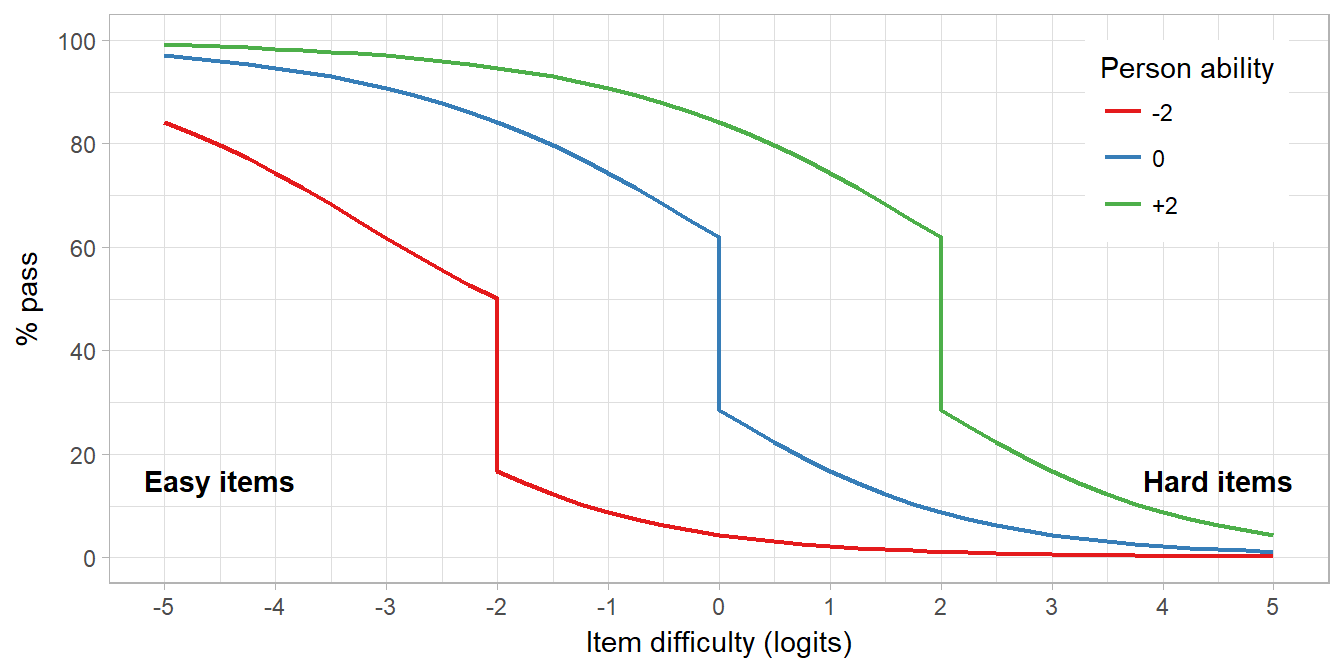 100
80
60
40
20
0
% pass
Person ability
-2
0
+2
Easy items
Hard items
-5 -4 -3 -2 -1 0 1 2 3 4 5
Item difficulty (logits)